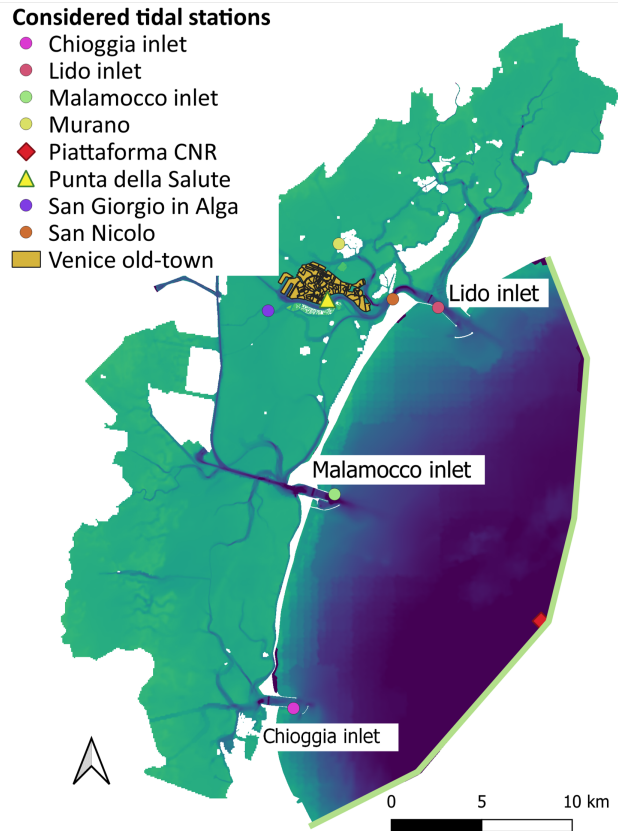 Considered tidal stations
Chioggia inlet
Lido inlet
Malamocco inlet
Murano
Piattaforma CNR
Punta della Salute
San Giorgio in Alga
San Nicolo
Venice old-town
Lido inlet
Malamocco inlet
Chioggia inlet
0 5 10 km